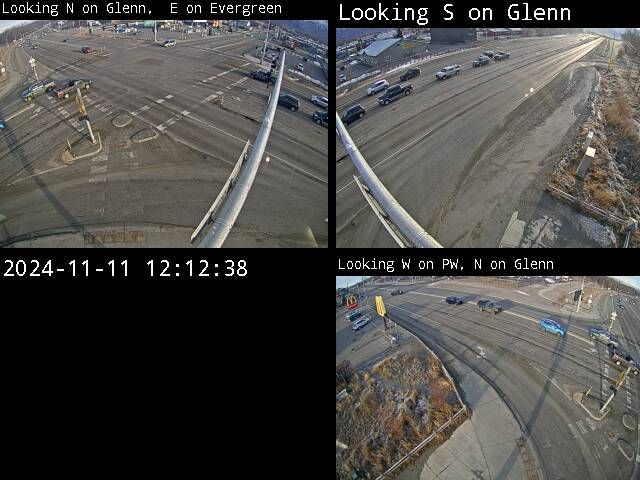 Looking N on Glenn,  E on Evergreen
Looking S on Glenn
2024-11-11 12:12:38
Looking W on PW, N on Glenn